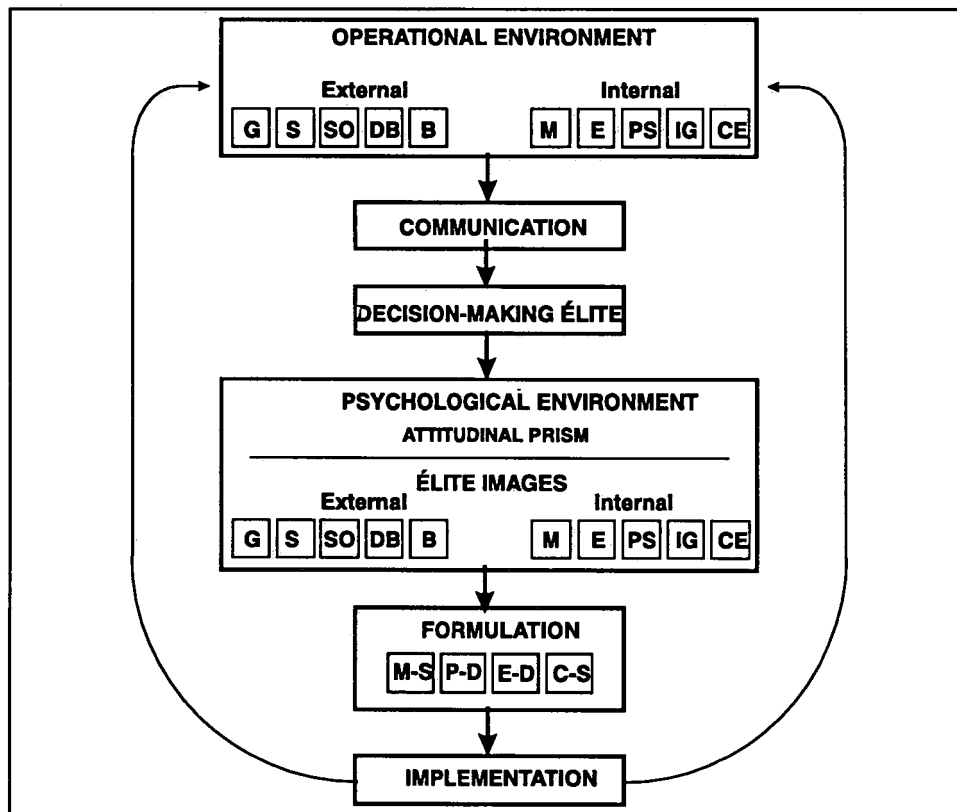 OPERATIONAL ENVIRONMENT
External Internal
G S SO DB B M E PS IG CE
COMMUNICATION
DECISION-MAKING ÉLITE
PSYCHOLOGICAL ENVIRONMENT
ATTITUDINAL PRISM
ÉLITE IMAGES
External Internal
G S SO DB B M E PS IG CE
FORMULATION
M-S P-D E-D C-S
IMPLEMENTATION